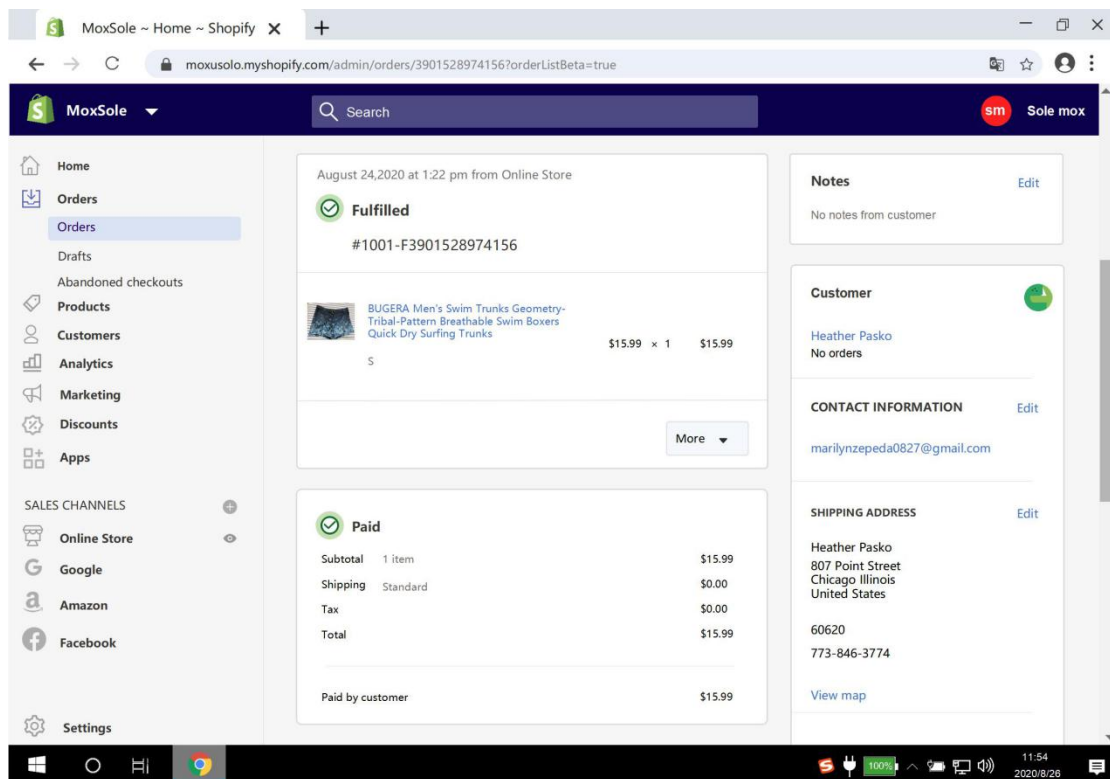 MoxSole ~ Home ~ Shopify
moxusolo.myshopify.com/admin/orders/3901528974156?orderListBeta=true
MoxSole
Search
sm
Sole mox
Home
Orders
Orders
Drafts
Abandoned checkouts
Products
Customers
Analytics
Marketing
Discounts
Apps
SALES CHANNELS
Online Store
Google
Amazon
Facebook
Settings
August 24,2020 at 1:22 pm from Online Store
Fulfilled
#1001-F3901528974156
BUGERA Men's Swim Trunks Geometry-
Tribal-Pattern Breathable Swim Boxers
Quick Dry Surfing Trunks
$15.99 × 1 $15.99
S
More
Paid
Subtotal 1 item $15.99
Shipping Standard $0.00
Tax $0.00
Total $15.99
Paid by customer $15.99
Notes
Edit
No notes from customer
Customer
Heather Pasko
No orders
CONTACT INFORMATION
Edit
marilynzepeda0827@gmail.com
SHIPPING ADDRESS
Edit
Heather Pasko
807 Point Street
Chicago Illinois
United States
60620
773-846-3774
View map
100%
11:54
2020/8/26